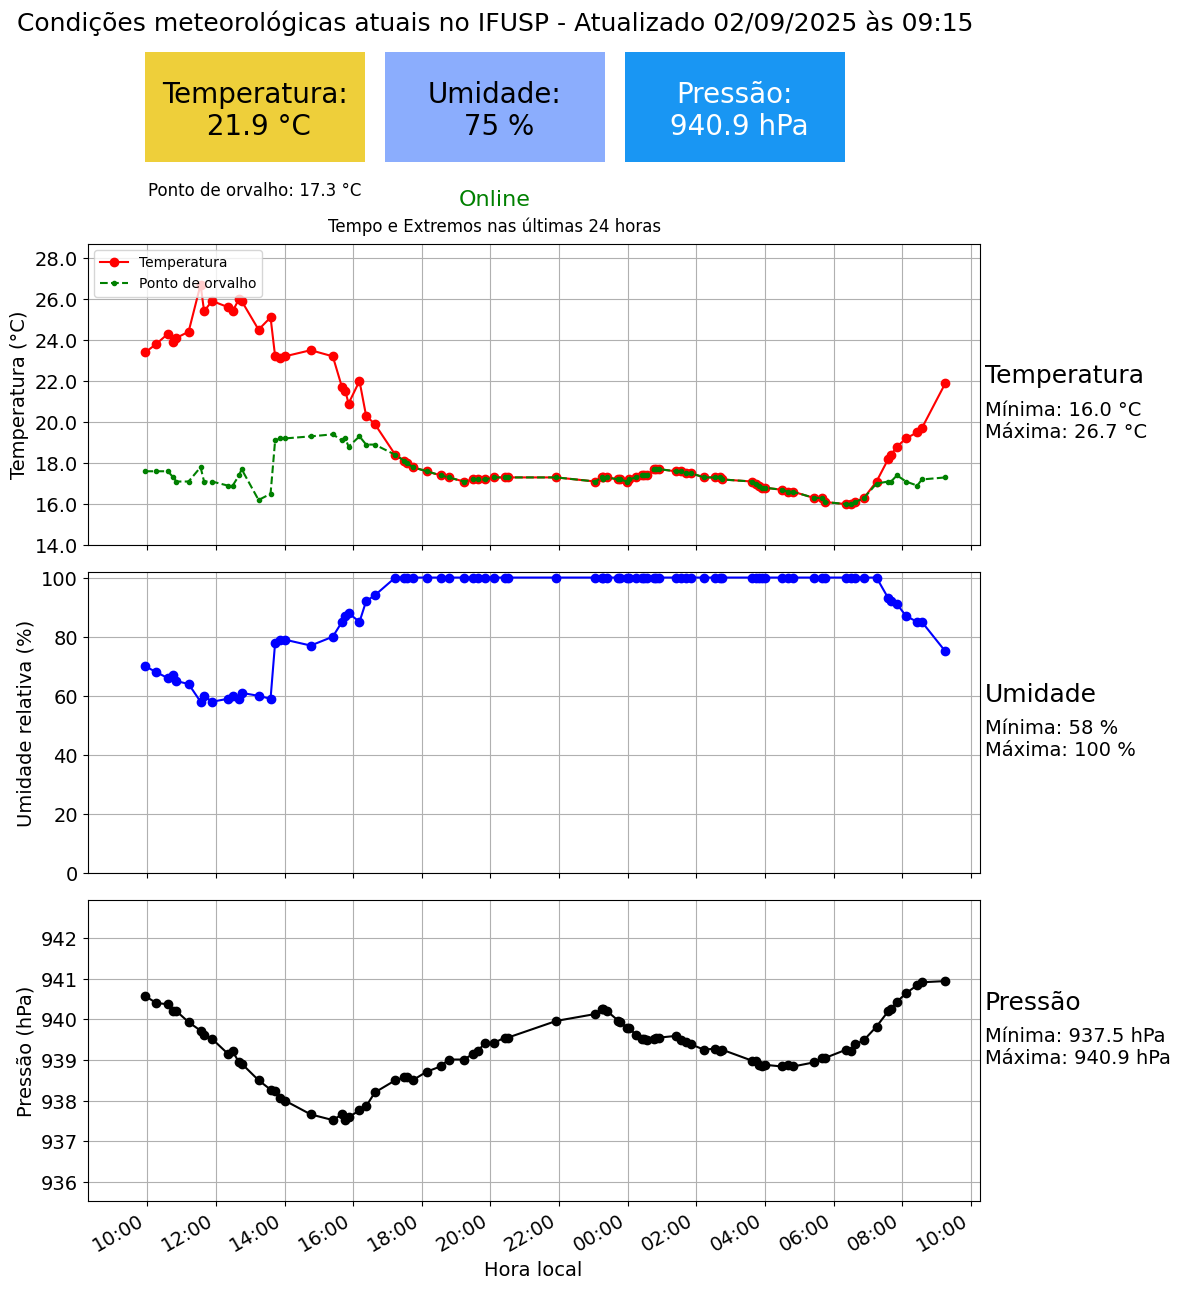 Condições meteorológicas atuais no IFUSP - Atualizado 02/09/2025 às 09:15
Temperatura:
21.9 °C
Umidade:
75 %
Pressão:
940.9 hPa
Ponto de orvalho: 17.3 °C
Online
Tempo e Extremos nas últimas 24 horas
Temperatura
Ponto de orvalho
Temperatura (°C)
28.0
26.0
24.0
22.0
20.0
18.0
16.0
14.0
Temperatura
Mínima: 16.0 °C
Máxima: 26.7 °C
Umidade relativa (%)
100
80
60
40
20
0
Umidade
Mínima: 58 %
Máxima: 100 %
Pressão (hPa)
942
941
940
939
938
937
936
Pressão
Mínima: 937.5 hPa
Máxima: 940.9 hPa
10:00
12:00
14:00
16:00
18:00
20:00
22:00
00:00
02:00
04:00
06:00
08:00
10:00
Hora local